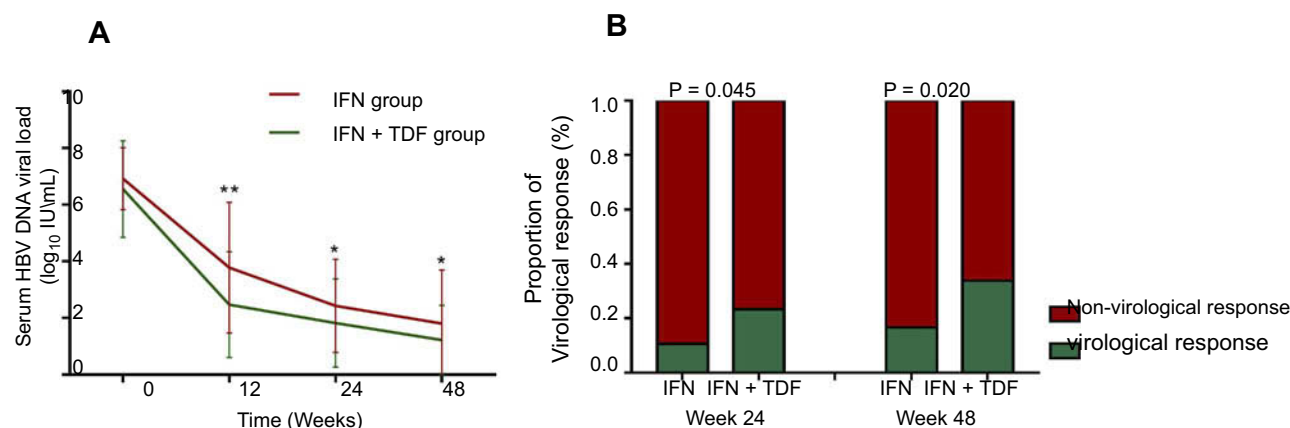 A
Serum HBV DNA viral load
(log10 IU\mL)
10
8
6
4
2
0
IFN group
IFN + TDF group
**
*
*
0 12 24 48
Time (Weeks)
B
Proportion of
Virological response (%)
P = 0.045 P = 0.020
1.0
0.8
0.6
0.4
0.2
0.0
IFN IFN + TDF IFN IFN + TDF
Week 24 Week 48
Non-virological response
virological response